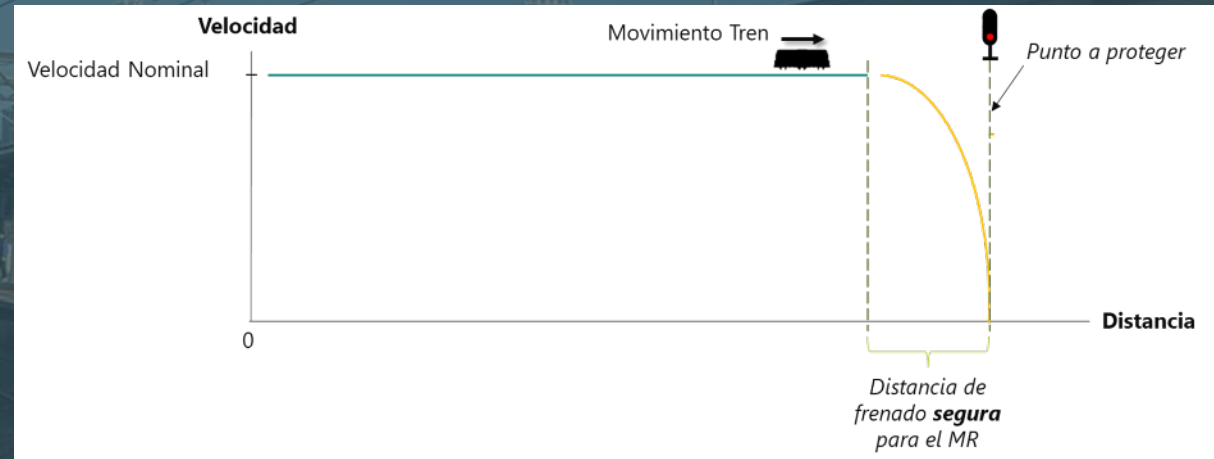 Velocidad
Movimiento Tren
Punto a proteger
Velocidad Nominal
0
Distancia
Distancia de
frenado segura
para el MR